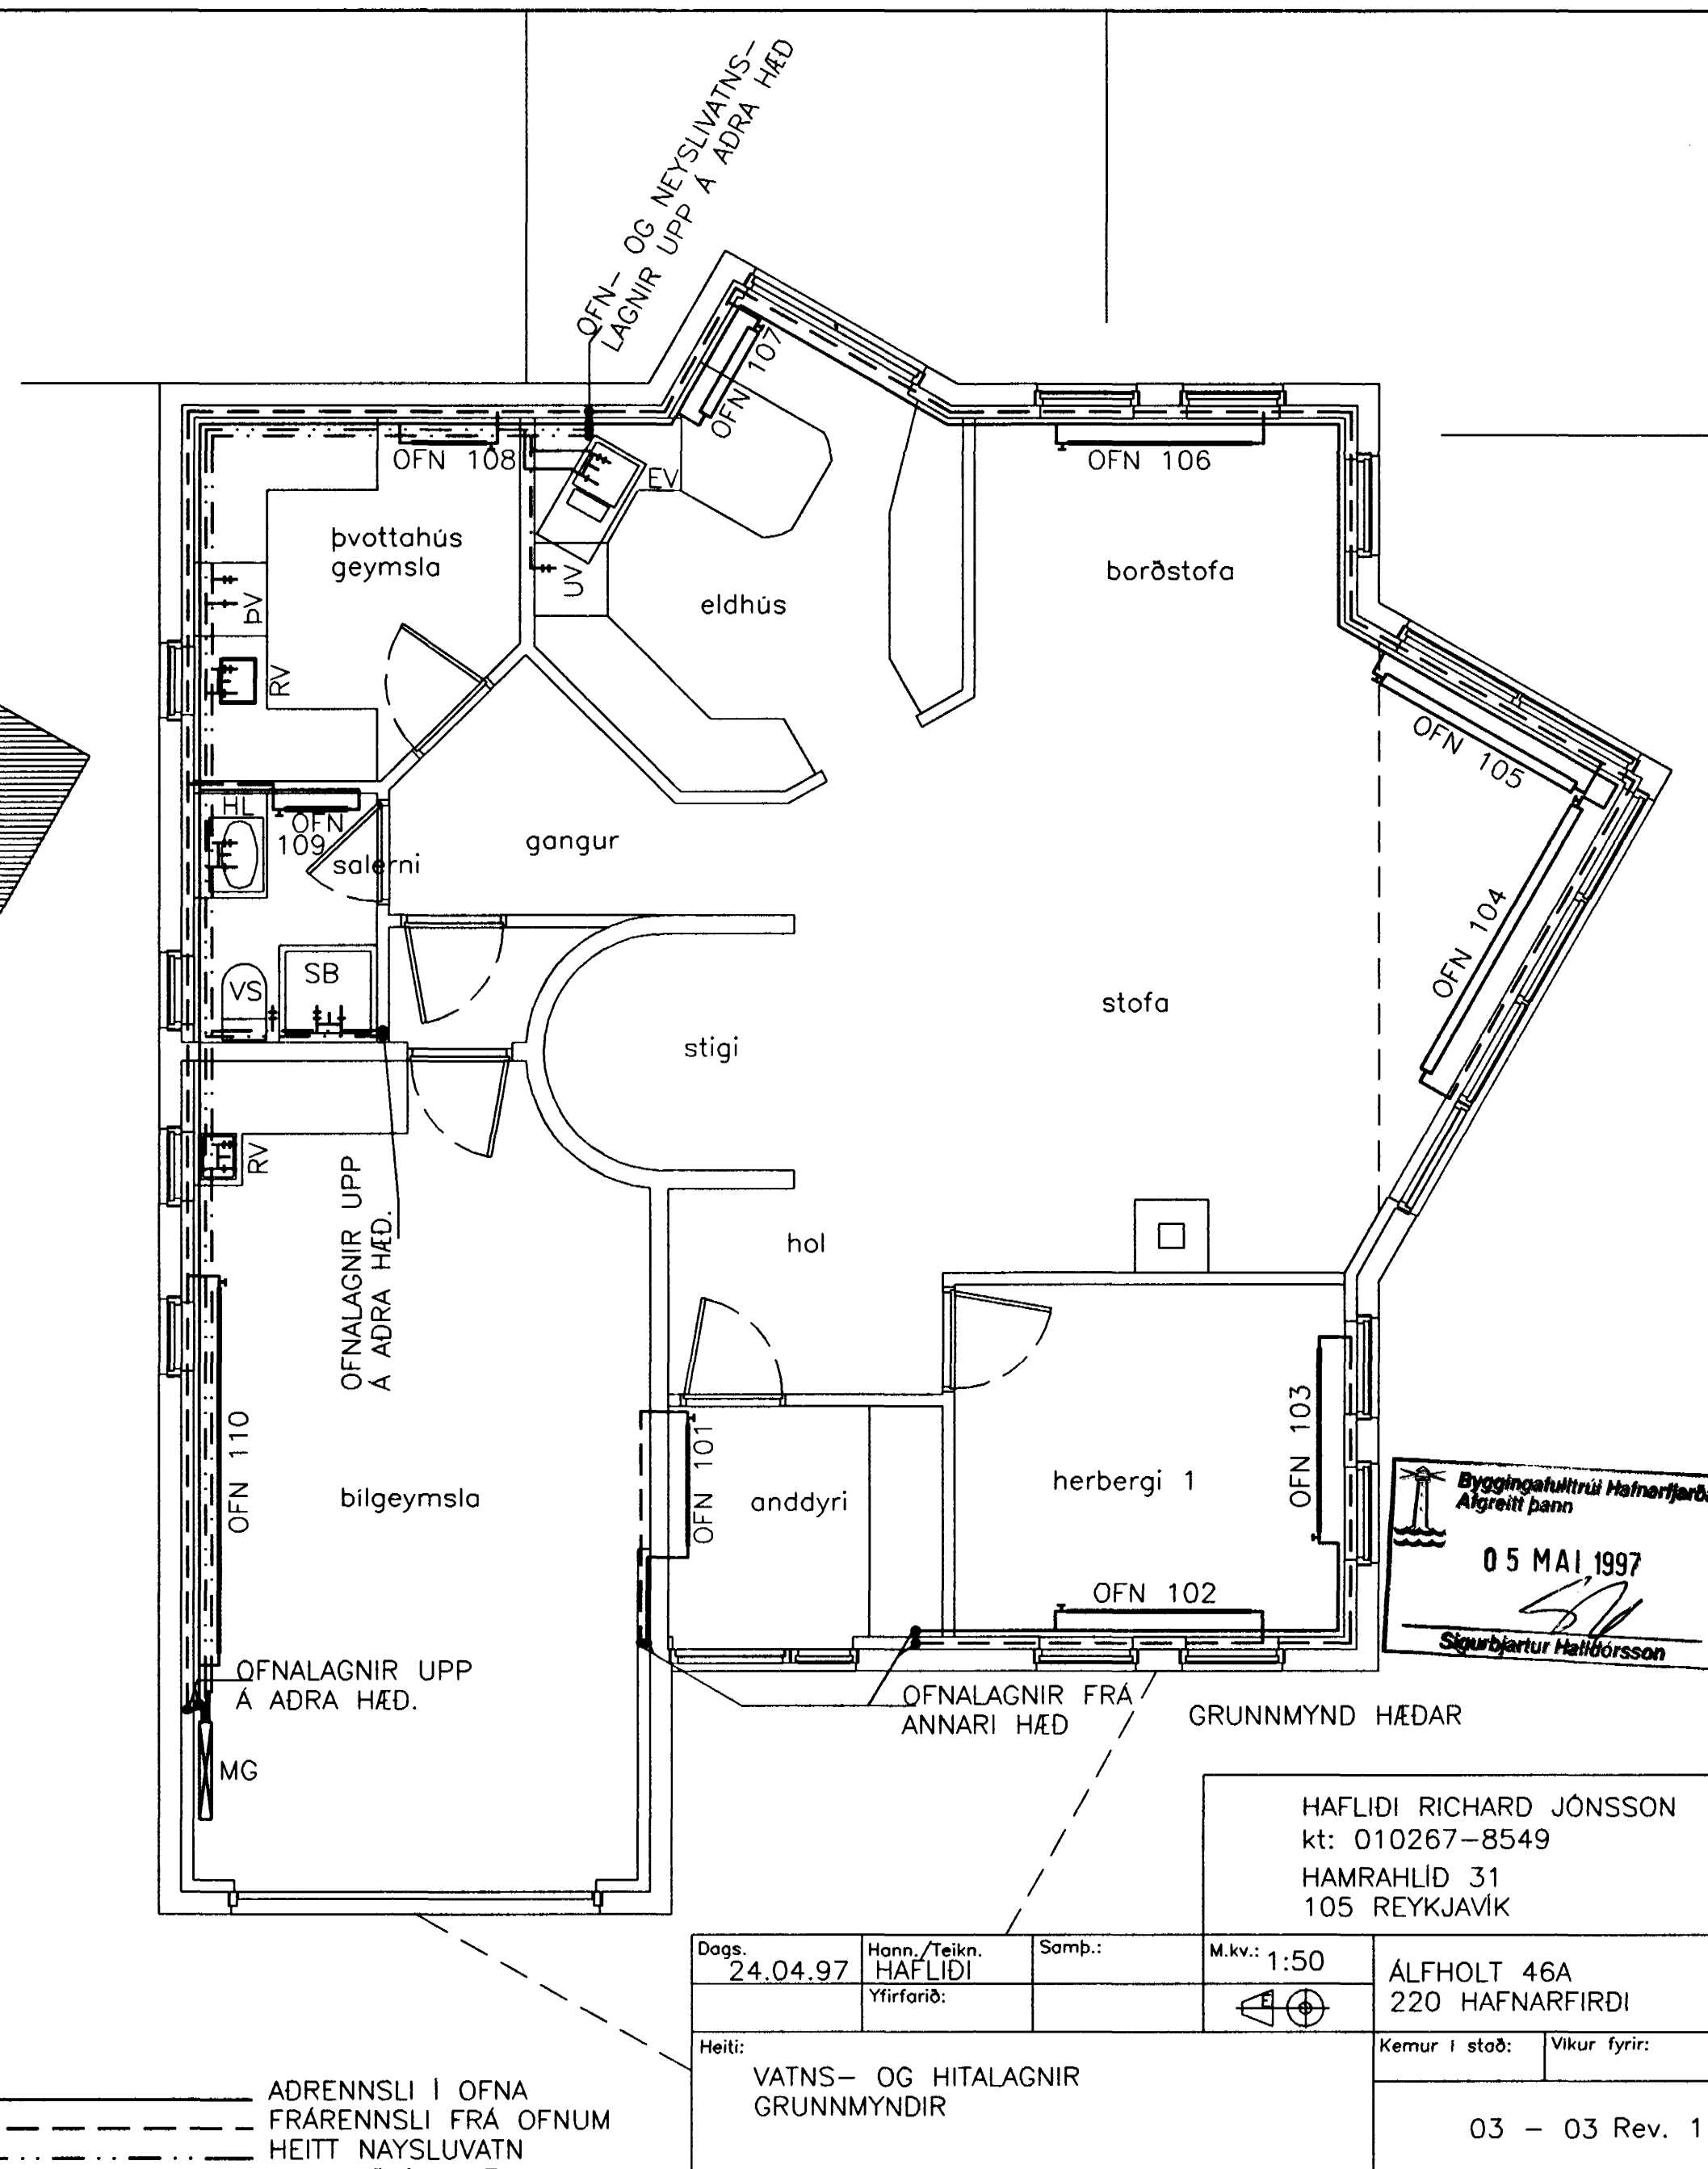 OFN- OG NEYSLIVATNS-
LAGNIR UPP Á AÐRA HÆÐ
OFN 107
OFN 108
EV
OFN 106
þvottahús
geymsla
UV
eldhús
borðstofa
ÞV
RV
OFN 105
HL
OFN
109
salerni
gangur
OFN 104
VS
SB
stigi
stofa
RV
OFNALAGNIR UPP
Á AÐRA HÆÐ.
hol
OFN 110
OFN 101
OFN 103
bílgeymsla
anddyri
herbergi 1
OFN 102
Byggingafulltrúi Hafnarfjarð
Afgreitt þann
05 MAI 1997
Sigurbjartur Halldórsson
OFNALAGNIR UPP
Á AÐRA HÆÐ.
OFNALAGNIR FRÁ
ANNARI HÆÐ
GRUNNMYND HÆÐAR
MG
HAFLIÐI RICHARD JÓNSSON
kt: 010267-8549
HAMRAHLÍÐ 31
105 REYKJAVÍK
Dags.
24.04.97
Hann./Teikn.
HAFLIÐI
Samþ.:
M.kv.: 1:50
Yfirfarið:
E
ÁLFHOLT 46A
220 HAFNARFIRÐI
Heiti:
VATNS- OG HITALAGNIR
GRUNNMYNDIR
Kemur í stað:
Víkur fyrir:
03 - 03 Rev. 1
AÐRENNSLI Í OFNA
FRÁRENNSLI FRÁ OFNUM
HEITT NAYSLUVATN